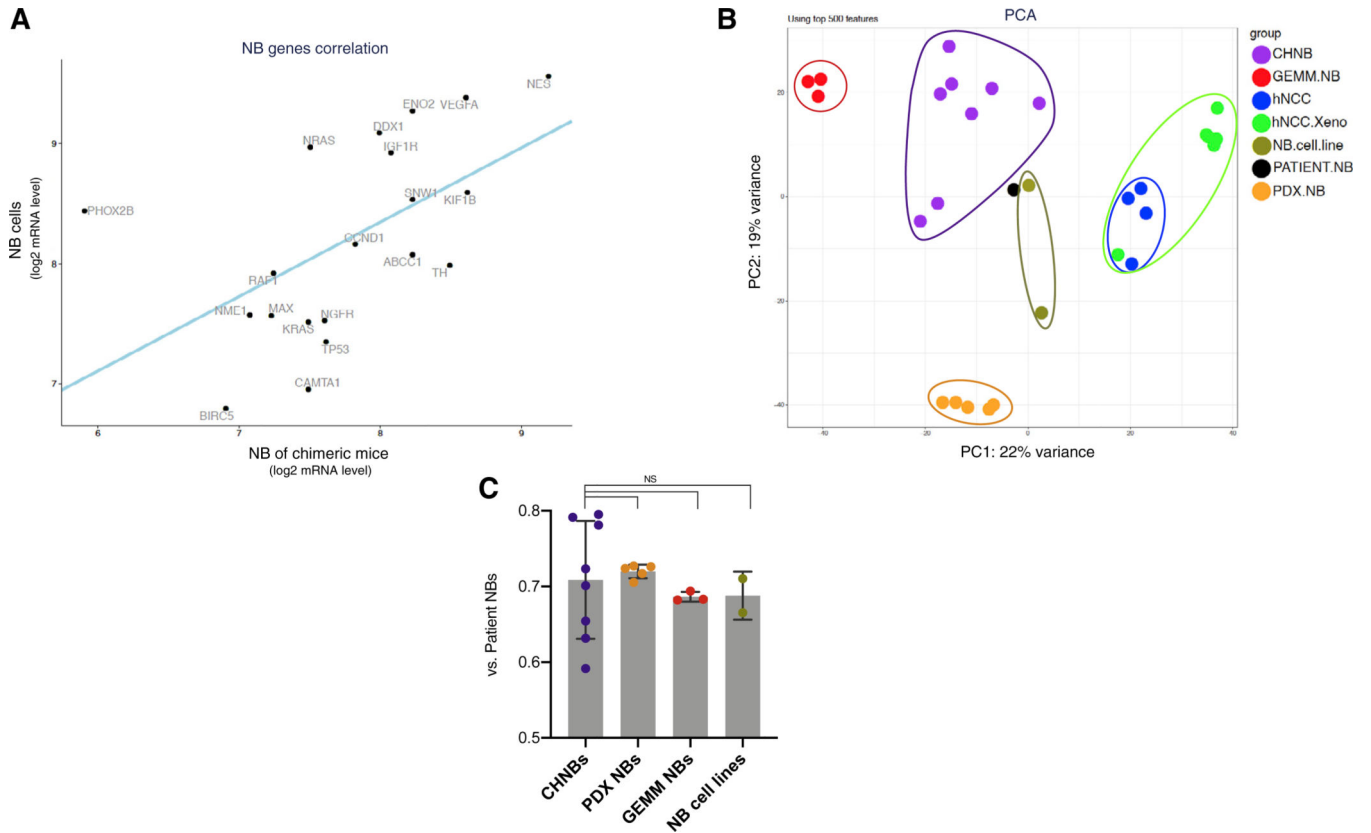 A
NB genes correlation
NES
VEGFA
ENO2
DDX1
NRAS
IGF1R
SNW1
KIF1B
PHOX2B
CCND1
ABCC1
TH
RAF1
NME1
MAX
NGFR
KRAS
TP53
CAMTA1
BIRC5
9
8
7
6
7
8
9
NB cells
(log2 mRNA level)
NB of chimeric mice
(log2 mRNA level)
B
Using top 500 features
PCA
20
0
-20
-40
-40
-20
0
20
40
PC2: 19% variance
PC1: 22% variance
group
CHNB
GEMM.NB
hNCC
hNCC.Xeno
NB.cell.line
PATIENT.NB
PDX.NB
C
NS
0.8
0.7
0.6
0.5
vs. Patient NBs
CHNBs
PDX NBs
GEMM NBs
NB cell lines